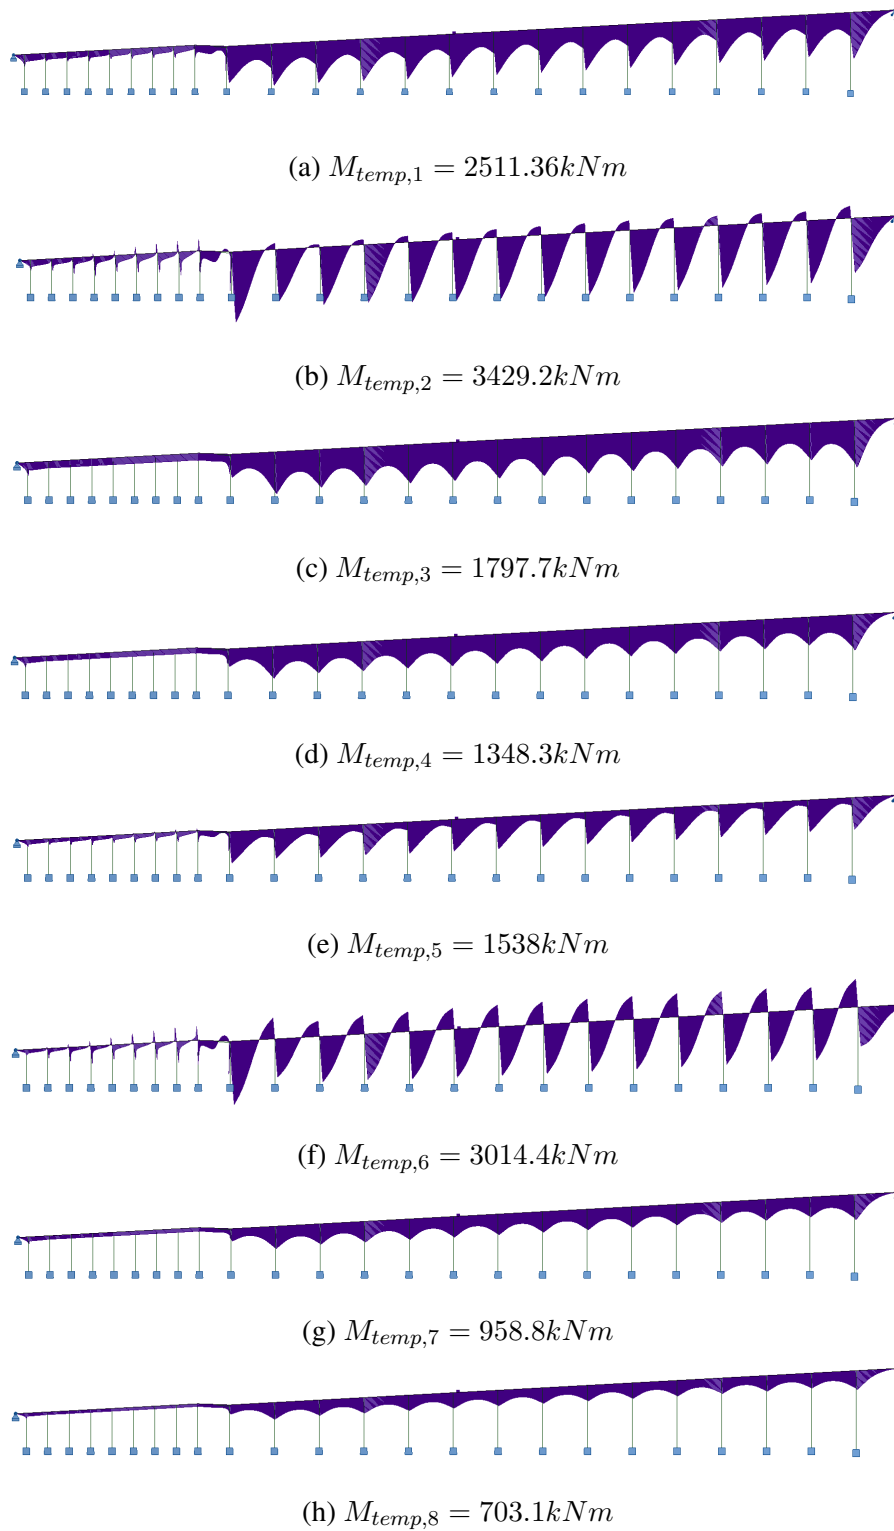 (a) M_{temp,1} = 2511.36kNm
(b) M_{temp,2} = 3429.2kNm
(c) M_{temp,3} = 1797.7kNm
(d) M_{temp,4} = 1348.3kNm
(e) M_{temp,5} = 1538kNm
(f) M_{temp,6} = 3014.4kNm
(g) M_{temp,7} = 958.8kNm
(h) M_{temp,8} = 703.1kNm